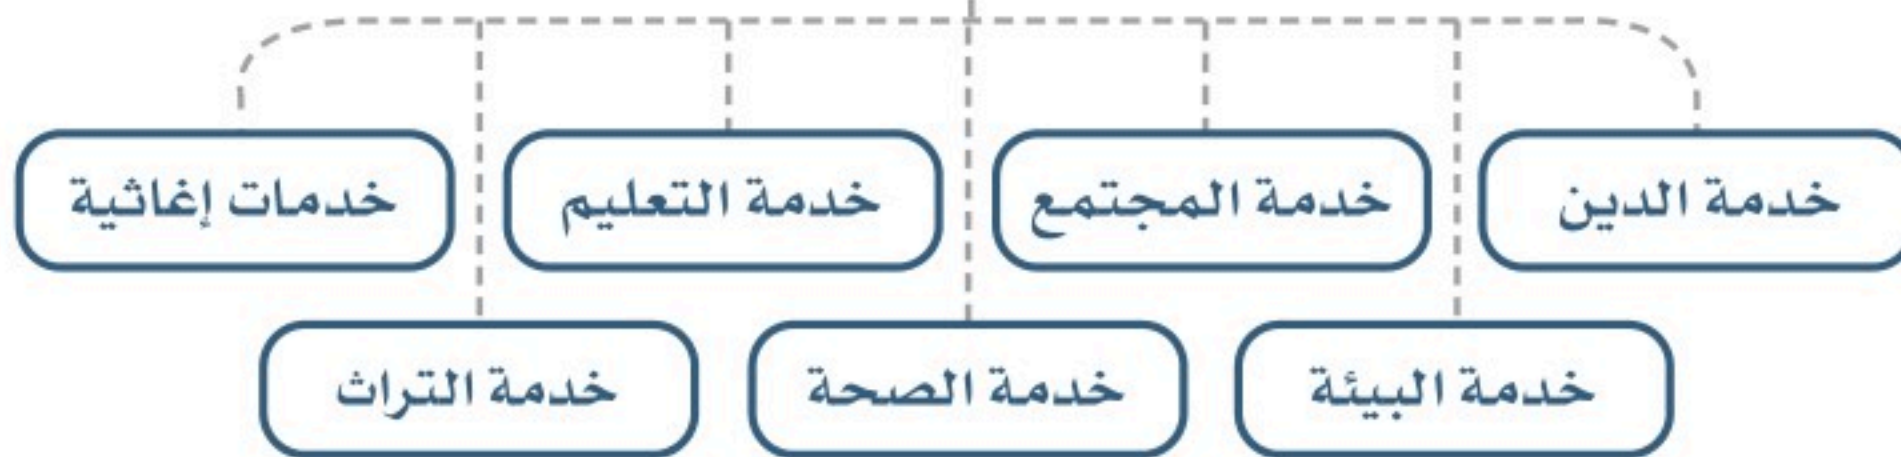 خدمة الدين
خدمة المجتمع
خدمة التعليم
خدمات إغاثية
خدمة البيئة
خدمة الصحة
خدمة التراث